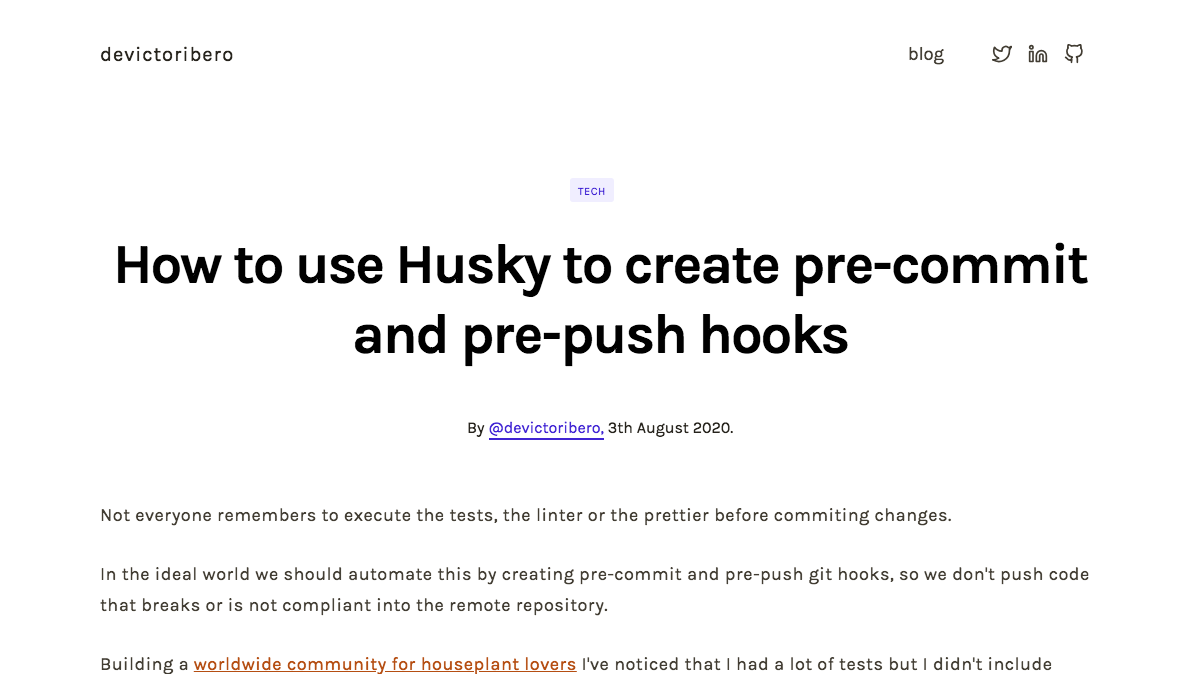 devictoribero
blog
TECH
How to use Husky to create pre-commit
and pre-push hooks
By @devictoribero, 3th August 2020.
Not everyone remembers to execute the tests, the linter or the prettier before commiting changes.
In the ideal world we should automate this by creating pre-commit and pre-push git hooks, so we don't push code
that breaks or is not compliant into the remote repository.
Building a worldwide community for houseplant lovers I've noticed that I had a lot of tests but I didn't include